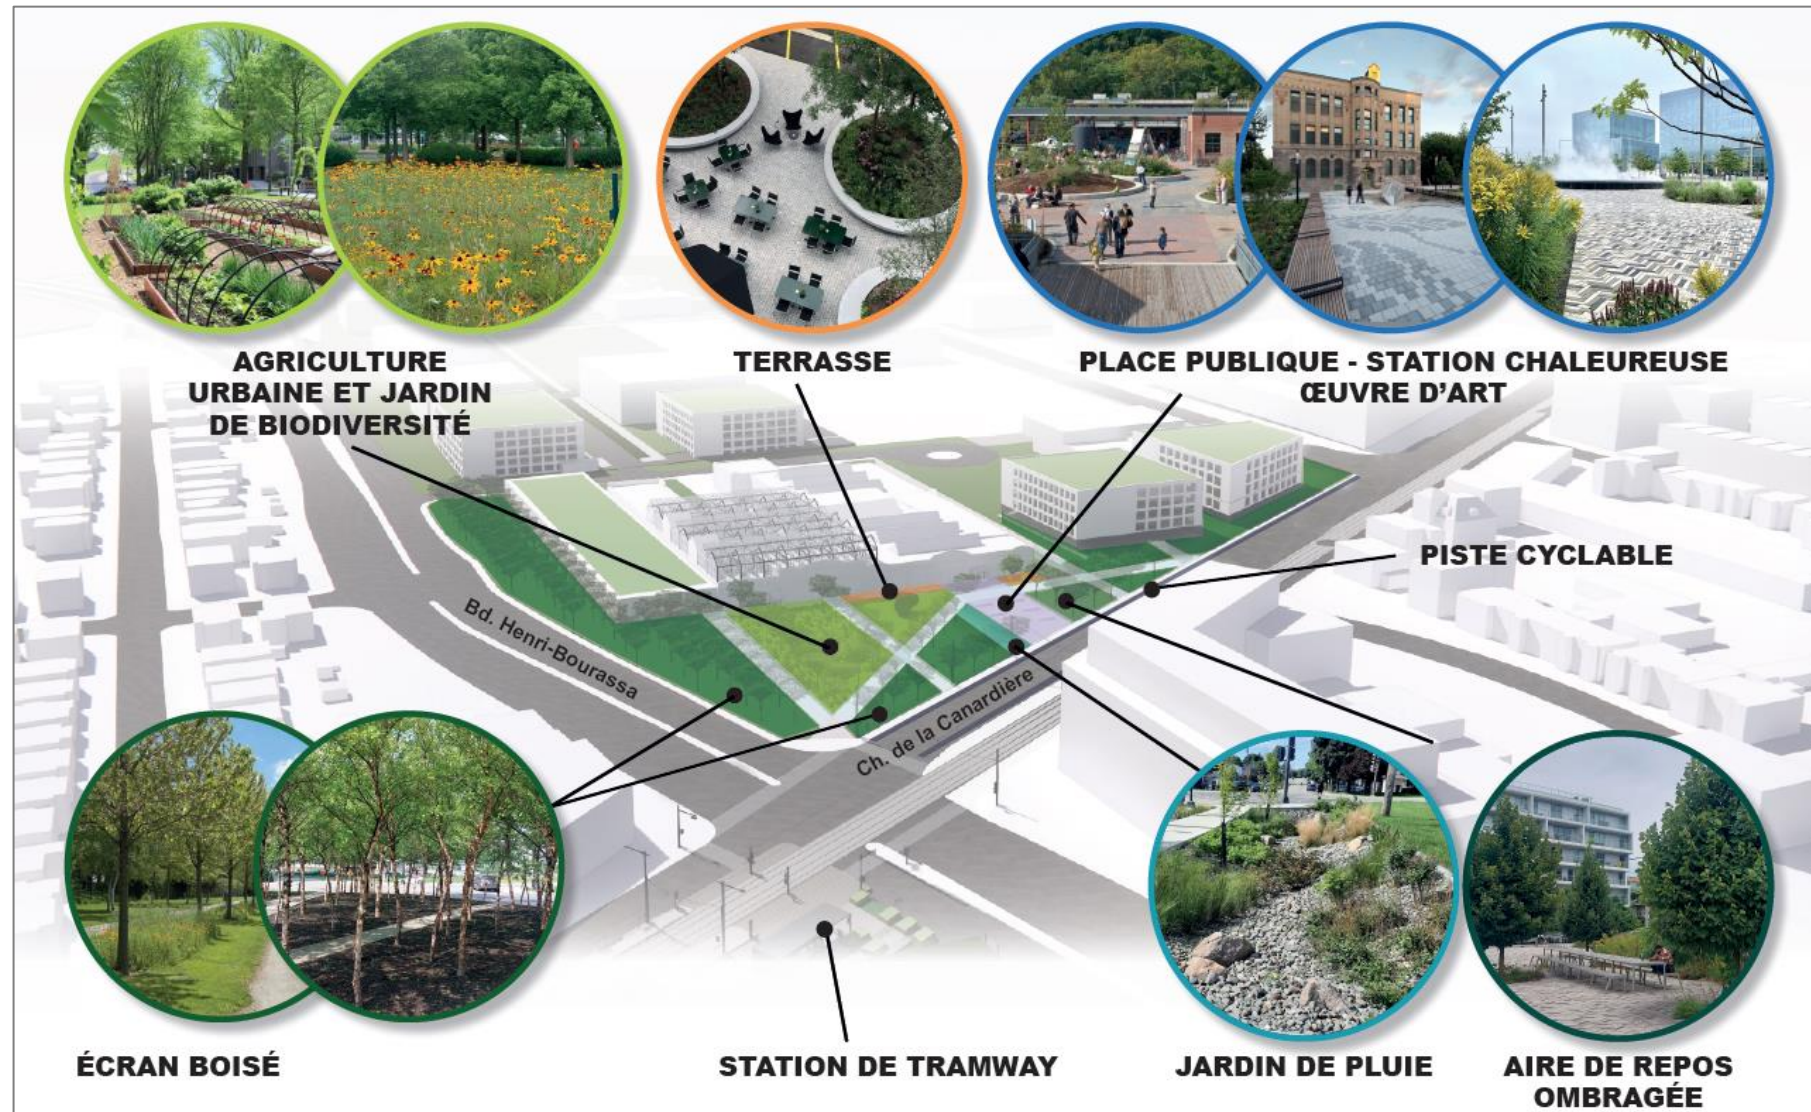 AGRICULTURE
URBAINE ET JARDIN
DE BIODIVERSITÉ
TERRASSE
PLACE PUBLIQUE - STATION CHALEUREUSE
ŒUVRE D'ART
PISTE CYCLABLE
Bd. Henri-Bourassa
Ch. de la Canardière
ÉCRAN BOISÉ
STATION DE TRAMWAY
JARDIN DE PLUIE
AIRE DE REPOS
OMBRAGÉE